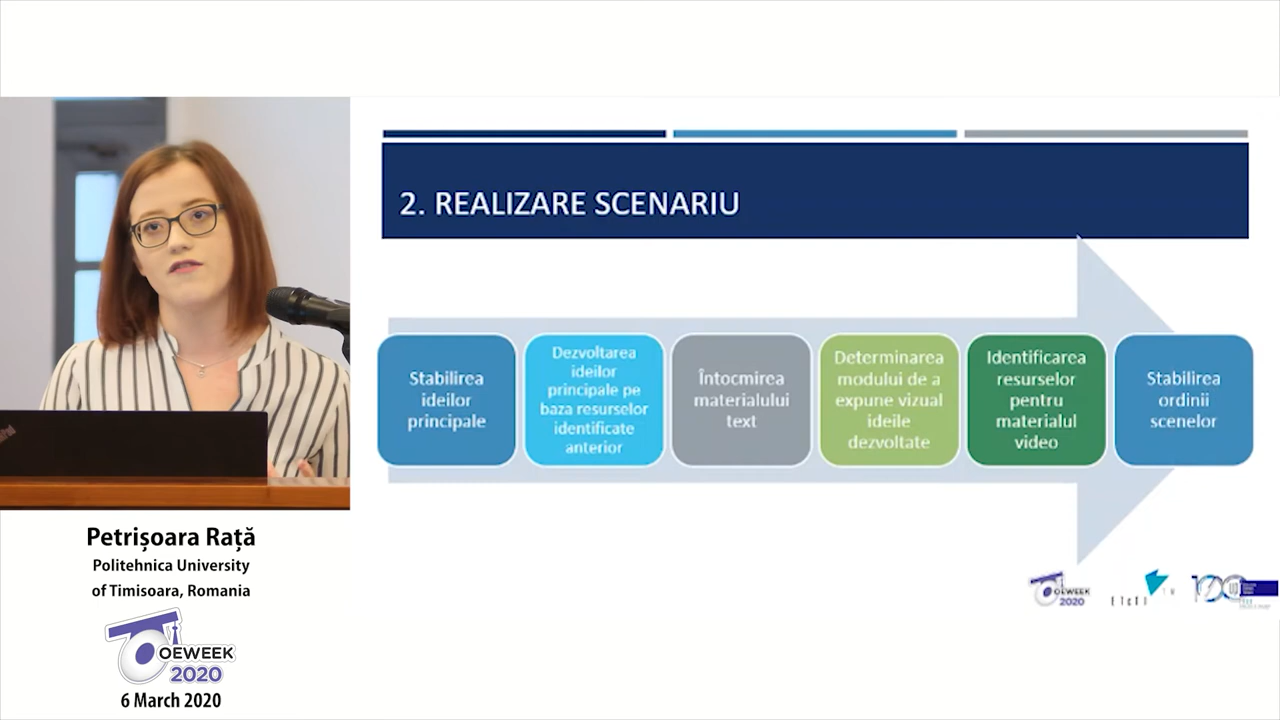 2. REALIZARE SCENARIU
Stabilirea
ideilor
principale
Dezvoltarea
ideilor
principale pe
baza resurselor
identificate
anterior
Întocmirea
materialului
text
Determinarea
modului de a
expune vizual
ideile
dezvoltate
Identificarea
resurselor
pentru
materialul
video
Stabilirea
ordinii
scenelor
OEWEEK
2020
Petrișoara Rață
Politehnica University
of Timisoara, Romania
OEWEEK
2020
6 March 2020